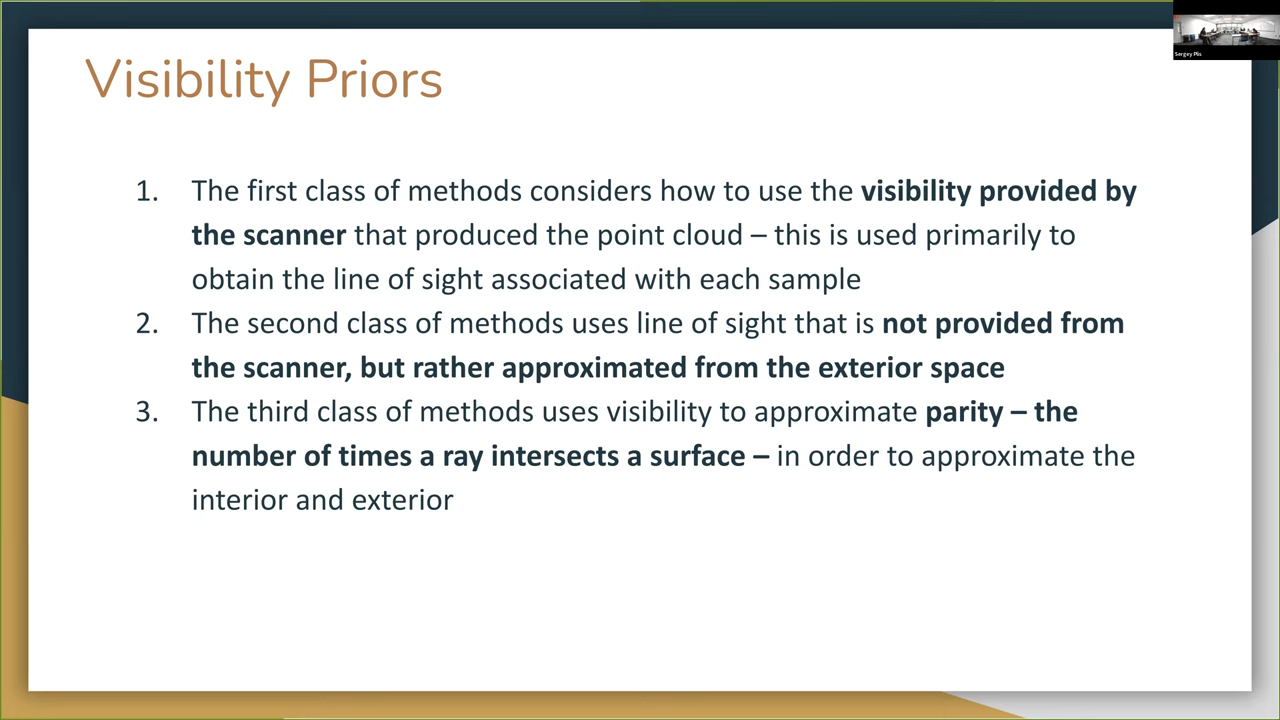 Visibility Priors
Sergey Plis
1. The first class of methods considers how to use the visibility provided by
the scanner that produced the point cloud – this is used primarily to
obtain the line of sight associated with each sample
2. The second class of methods uses line of sight that is not provided from
the scanner, but rather approximated from the exterior space
3. The third class of methods uses visibility to approximate parity – the
number of times a ray intersects a surface – in order to approximate the
interior and exterior